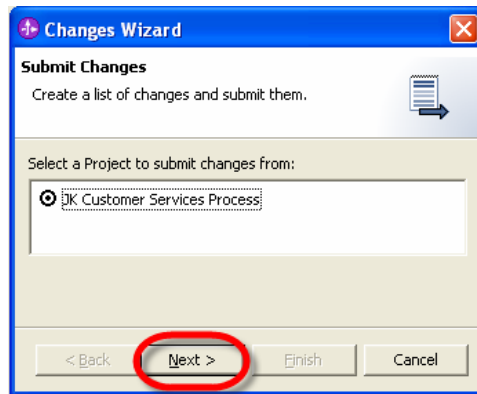 Changes Wizard
Submit Changes
Create a list of changes and submit them.
Select a Project to submit changes from:
JK Customer Services Process
< Back
Next >
Finish
Cancel